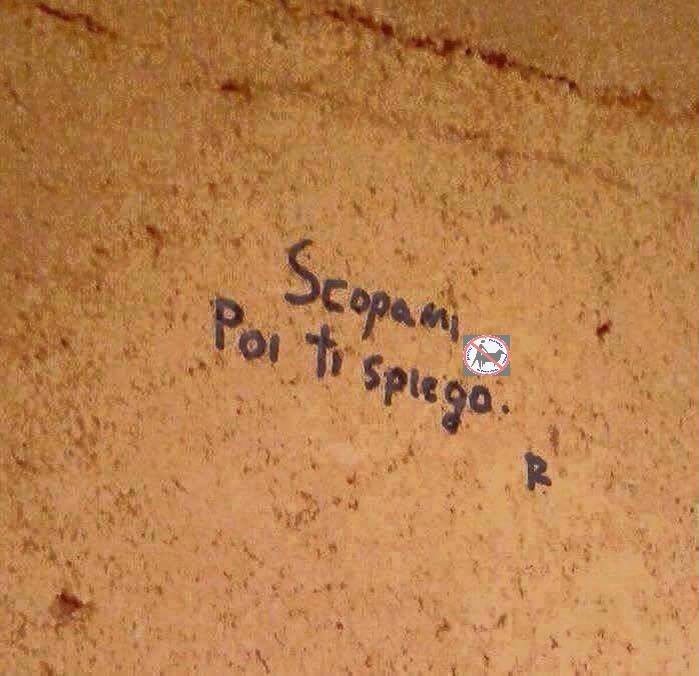 Scopami,
Poi ti spiego.
R